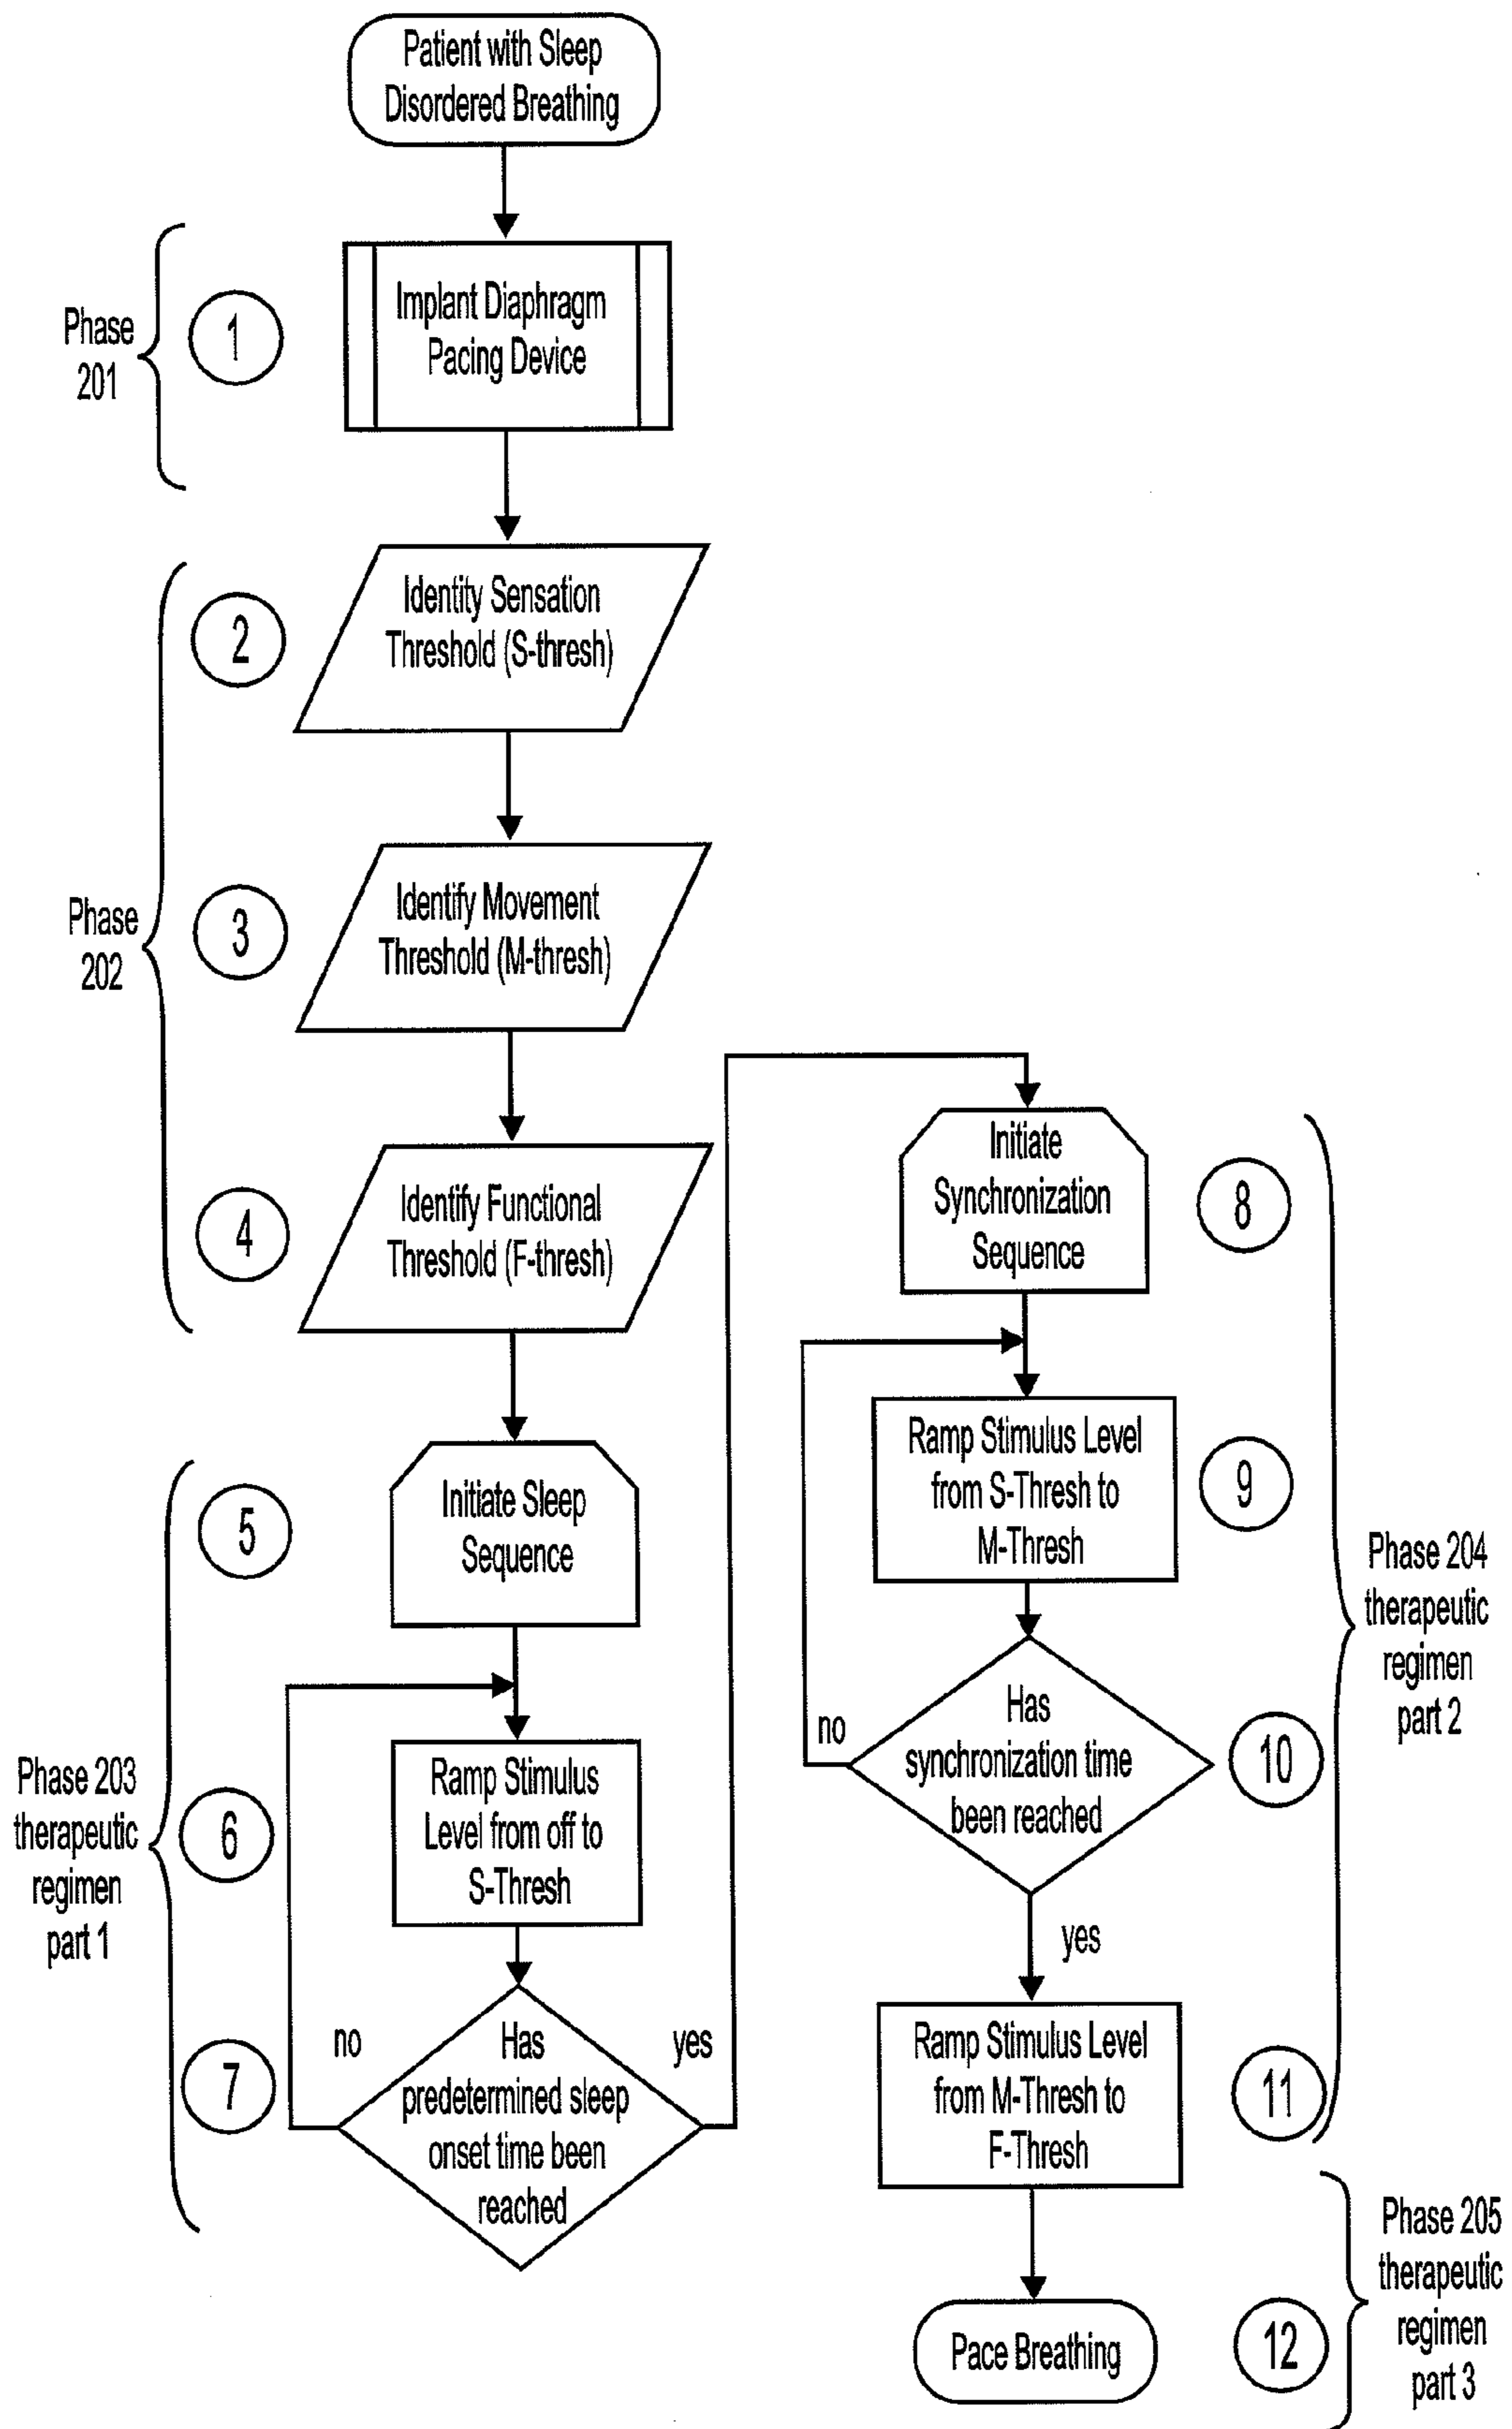 Patient with Sleep
Disordered Breathing
Phase
201
1
Implant Diaphragm
Pacing Device
Phase
202
2
Identity Sensation
Threshold (S-thresh)
3
Identify Movement
Threshold (M-thresh)
4
Identify Functional
Threshold (F-thresh)
Phase 203
therapeutic
regimen
part 1
5
Initiate Sleep
Sequence
6
Ramp Stimulus
Level from off to
S-Thresh
7
no
Has
predetermined sleep
onset time been
reached
yes
Initiate
Synchronization
Sequence
8
Ramp Stimulus Level
from S-Thresh to
M-Thresh
9
Phase 204
therapeutic
regimen
part 2
no
Has
synchronization time
been reached
10
yes
Ramp Stimulus Level
from M-Thresh to
F-Thresh
11
Pace Breathing
12
Phase 205
therapeutic
regimen
part 3